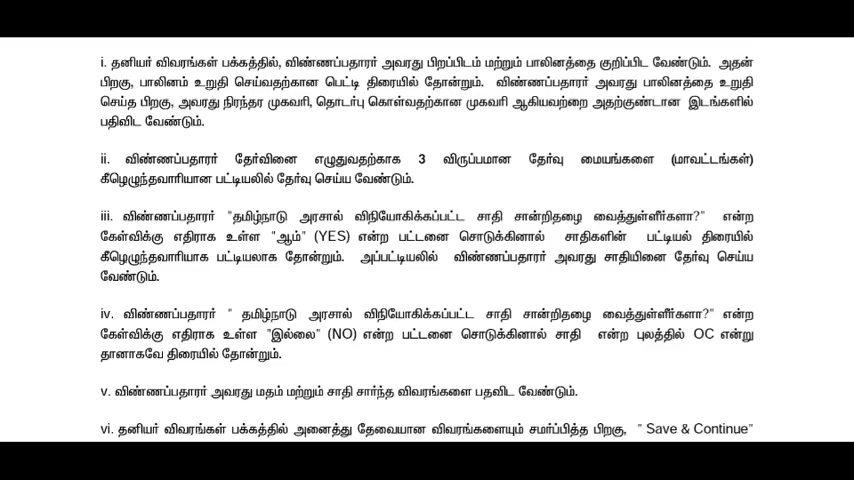 i. தனியர் விவரங்கள் பக்கத்தில், விண்ணப்பதாரர் அவரது பிறப்பிடம் மற்றும் பாலினத்தை குறிப்பிட வேண்டும். அதன்
பிறகு, பாலினம் உறுதி செய்வதற்கான பெட்டி திரையில் தோன்றும். விண்ணப்பதாரர் அவரது பாலினத்தை உறுதி
செய்த பிறகு, அவரது நிரந்தர முகவரி, தொடர்பு கொள்வதற்கான முகவரி ஆகியவற்றை அதற்குண்டான இடங்களில்
பதிவிட வேண்டும்.
ii. விண்ணப்பதாரர் தேர்வினை எழுதுவதற்காக 3 விருப்பமான தேர்வு மையங்களை (மாவட்டங்கள்)
கீழெழுந்தவாரியான பட்டியலில் தேர்வு செய்ய வேண்டும்.
iii. விண்ணப்பதாரர் "தமிழ்நாடு அரசால் விநியோகிக்கப்பட்ட சாதி சான்றிதழை வைத்துள்ளீர்களா?" என்ற
கேள்விக்கு எதிராக உள்ள "ஆம்" (YES) என்ற பட்டனை சொடுக்கினால் சாதிகளின் பட்டியல் திரையில்
கீழெழுந்தவாரியாக பட்டியலாக தோன்றும். அப்பட்டியலில் விண்ணப்பதாரர் அவரது சாதியினை தேர்வு செய்ய
வேண்டும்.
iv. விண்ணப்பதாரர் " தமிழ்நாடு அரசால் விநியோகிக்கப்பட்ட சாதி சான்றிதழை வைத்துள்ளீர்களா?" என்ற
கேள்விக்கு எதிராக உள்ள "இல்லை" (NO) என்ற பட்டனை சொடுக்கினால் சாதி என்ற புலத்தில் OC என்று
தானாகவே திரையில் தோன்றும்.
v. விண்ணப்பதாரர் அவரது மதம் மற்றும் சாதி சார்ந்த விவரங்களை பதவிட வேண்டும்.
vi. தனியர் விவரங்கள் பக்கத்தில் அனைத்து தேவையான விவரங்களையும் சமர்ப்பித்த பிறகு, " Save & Continue"